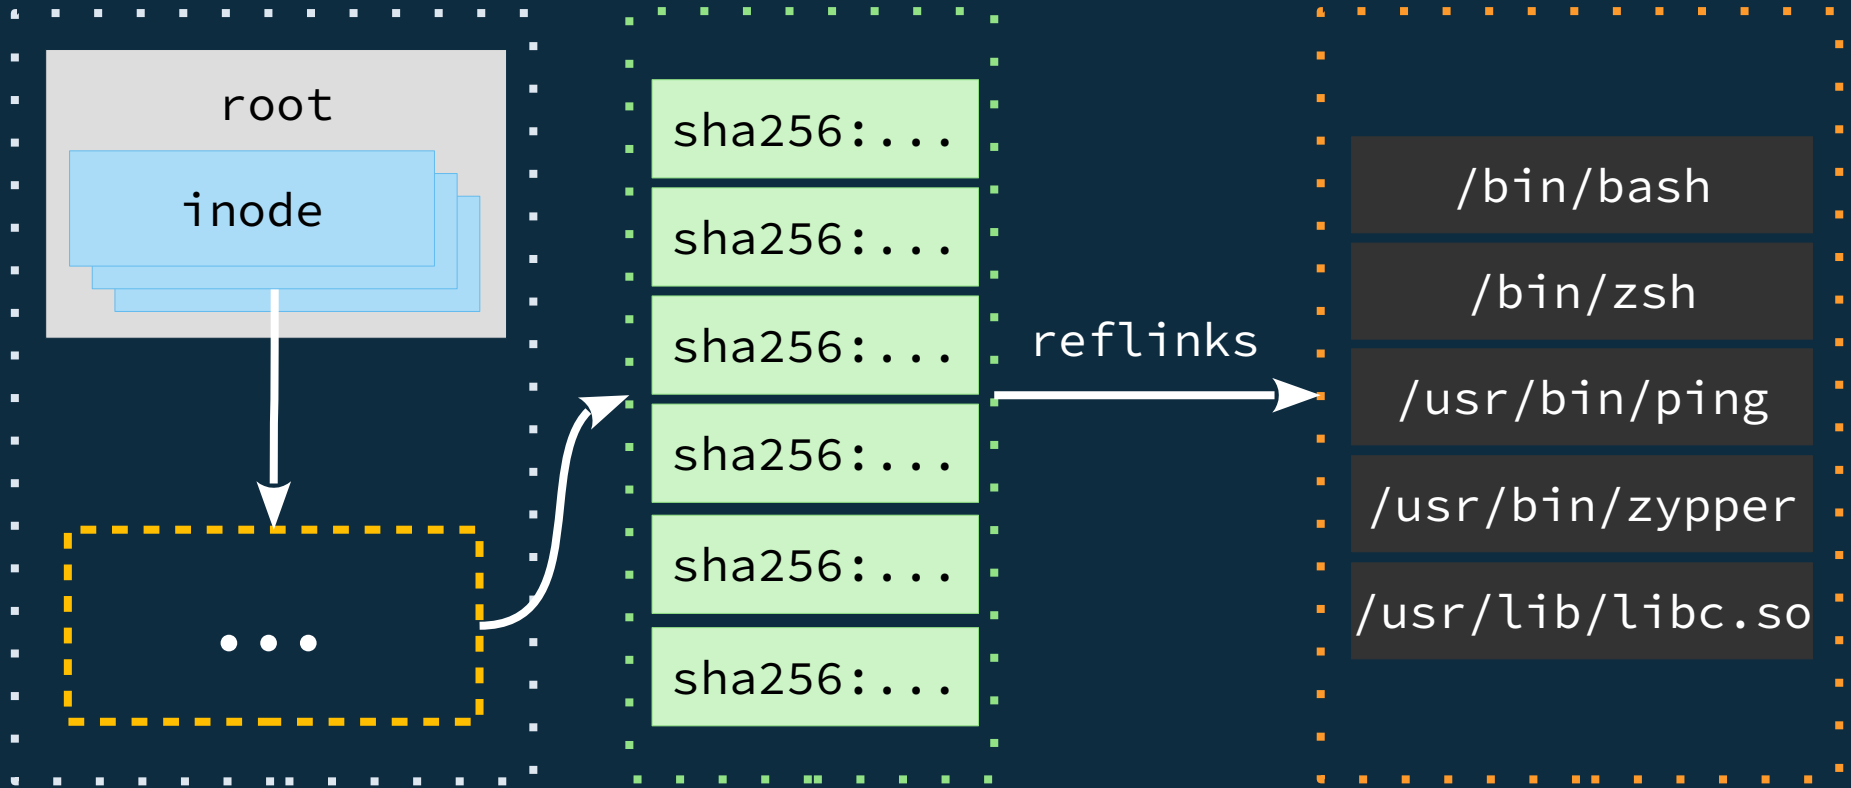 root
inode
...
sha256:...
sha256:...
sha256:...
sha256:...
sha256:...
sha256:...
reflinks
/bin/bash
/bin/zsh
/usr/bin/ping
/usr/bin/zypper
/usr/lib/libc.so